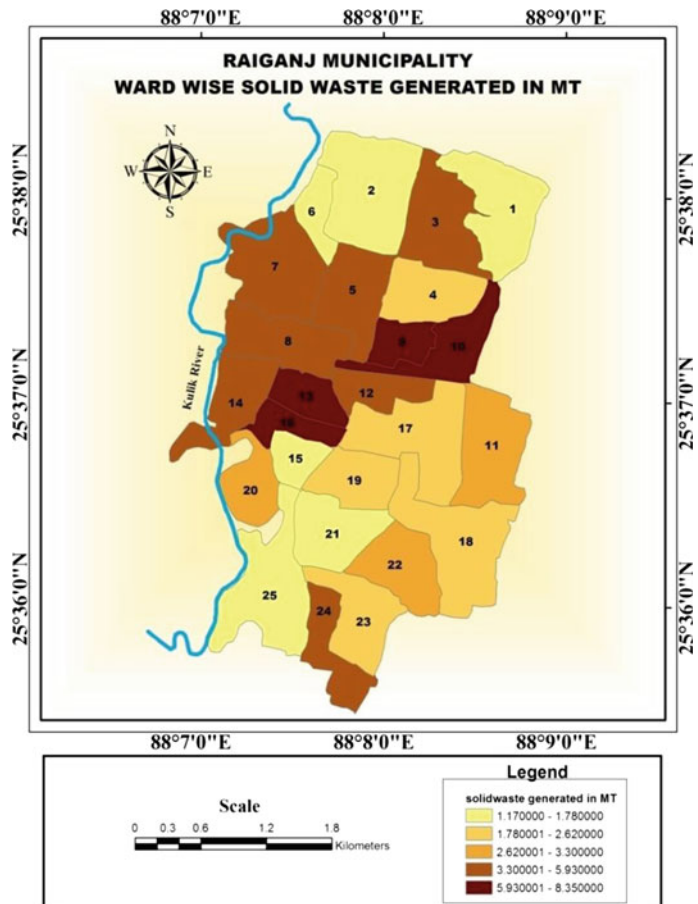 88°7'0"E 88°8'0"E 88°9'0"E
RAIGANJ MUNICIPALITY
WARD WISE SOLID WASTE GENERATED IN MT
N
W E
S
25°38'0"N 25°38'0"N
2
1
6
3
7
5
4
8
9
10
Kulik River
25°37'0"N 25°37'0"N
13
12
14
16
17
11
15
19
20
21
18
22
25
24
23
25°36'0"N 25°36'0"N
88°7'0"E 88°8'0"E 88°9'0"E
Scale
0 0.3 0.6 1.2 1.8
Kilometers
Legend
solidwaste generated in MT
1.170000 - 1.780000
1.780001 - 2.620000
2.620001 - 3.300000
3.300001 - 5.930000
5.930001 - 8.350000